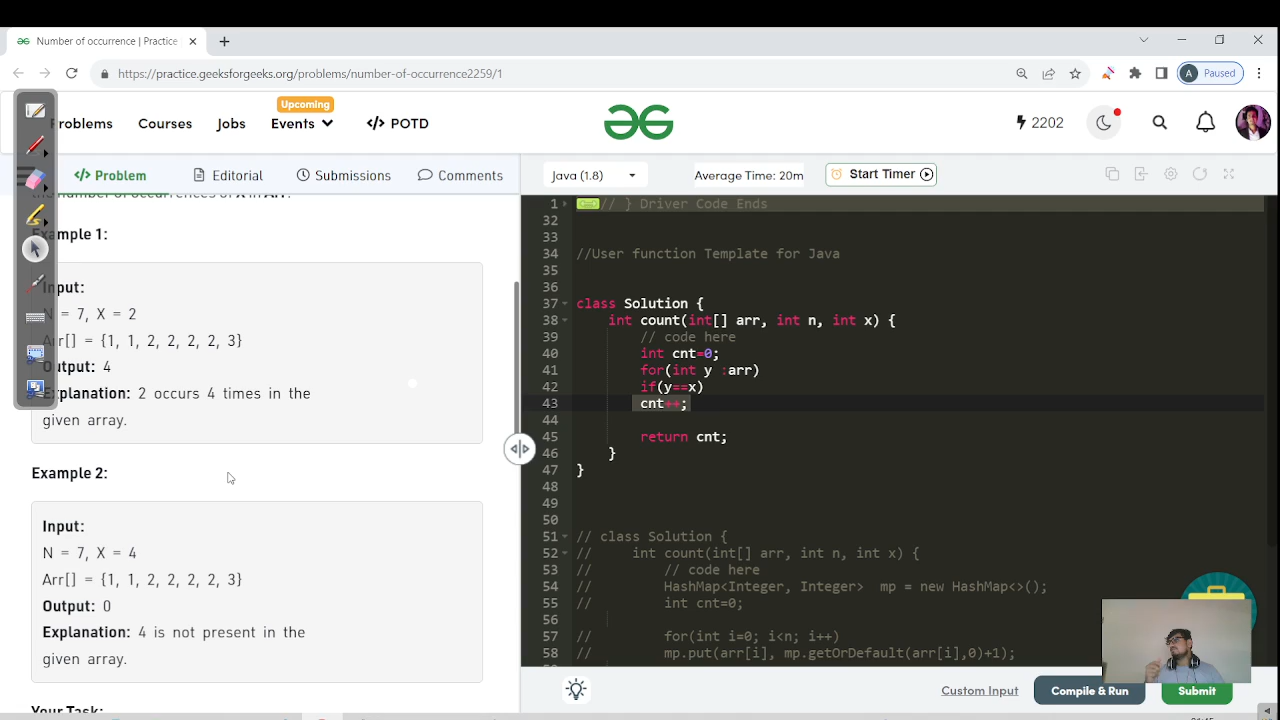 Number of occurrence | Practice
https://practice.geeksforgeeks.org/problems/number-of-occurrence2259/1
A Paused
Upcoming
roblems Courses Jobs Events </> POTD
2202
</> Problem Editorial Submissions Comments
Java (1.8) Average Time: 20m Start Timer
Example 1:
Input:
N = 7, X = 2
Arr[] = {1, 1, 2, 2, 2, 2, 3}
Output: 4
Explanation: 2 occurs 4 times in the
given array.
Example 2:
Input:
N = 7, X = 4
Arr[] = {1, 1, 2, 2, 2, 2, 3}
Output: 0
Explanation: 4 is not present in the
given array.
Your Task:
1 // } Driver Code Ends
32
33
34 //User function Template for Java
35
36
37 class Solution {
38 int count(int[] arr, int n, int x) {
39 // code here
40 int cnt=0;
41 for(int y :arr)
42 if(y==x)
43 cnt++;
44
45 return cnt;
46 }
47 }
48
49
50
51 // class Solution {
52 // int count(int[] arr, int n, int x) {
53 // // code here
54 // HashMap<Integer, Integer> mp = new HashMap<>();
55 // int cnt=0;
56
57 // for(int i=0; i<n; i++)
58 // mp.put(arr[i], mp.getOrDefault(arr[i],0)+1);
Custom Input Compile & Run Submit